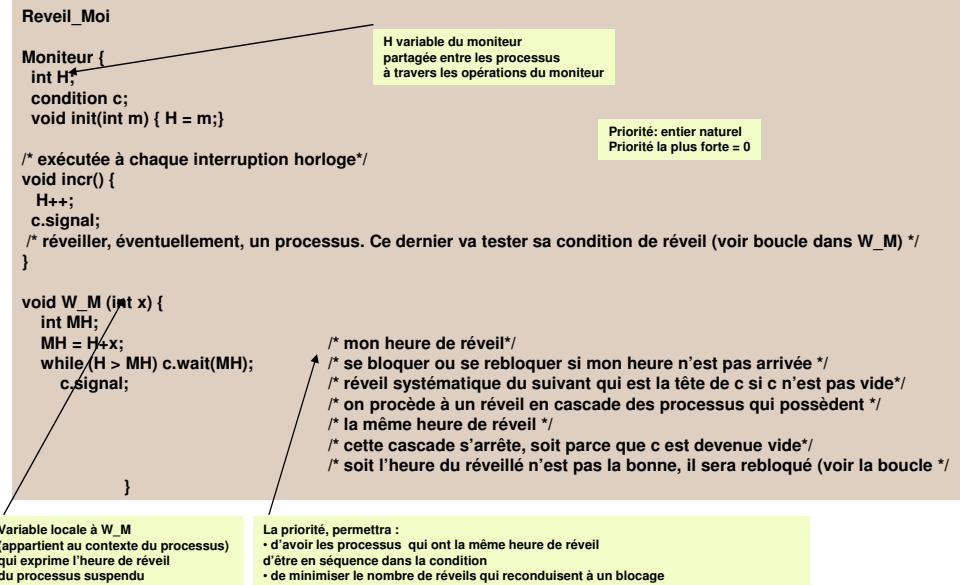 Reveil_Moi
H variable du moniteur
partagée entre les processus
à travers les opérations du moniteur
Moniteur {
int H;
condition c;
void init(int m) { H = m;}
Priorité: entier naturel
Priorité la plus forte = 0
/* exécutée à chaque interruption horloge*/
void incr() {
H++;
c.signal;
/* réveiller, éventuellement, un processus. Ce dernier va tester sa condition de réveil (voir boucle dans W_M) */
}
void W_M (int x) {
int MH;
MH = H+x; /* mon heure de réveil*/
while (H > MH) c.wait(MH); /* se bloquer ou se rebloquer si mon heure n'est pas arrivée */
c.signal; /* réveil systématique du suivant qui est la tête de c si c n'est pas vide*/
/* on procède à un réveil en cascade des processus qui possèdent */
/* la même heure de réveil */
/* cette cascade s'arrête, soit parce que c est devenue vide*/
/* soit l'heure du réveillé n'est pas la bonne, il sera rebloqué (voir la boucle */
}
Variable locale à W_M
(appartient au contexte du processus)
qui exprime l'heure de réveil
du processus suspendu
La priorité, permettra :
• d'avoir les processus qui ont la même heure de réveil
d'être en séquence dans la condition
• de minimiser le nombre de réveils qui reconduisent à un blocage